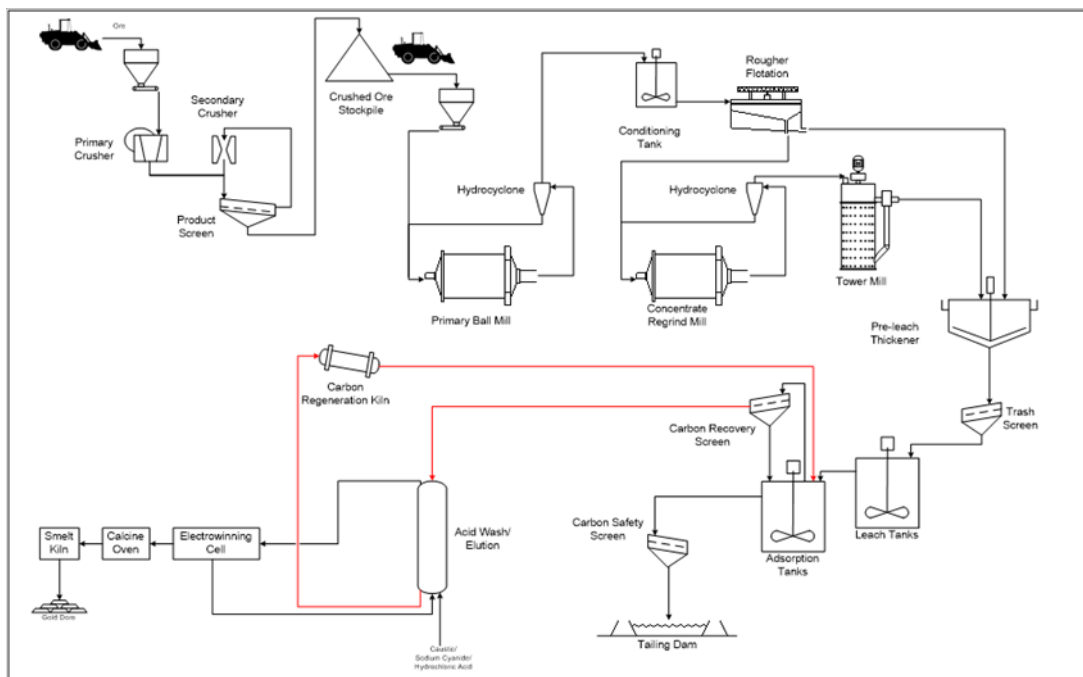 Ore
Secondary
Crusher
Primary
Crusher
Product
Screen
Crushed Ore
Stockpile
Hydrocyclone
Primary Ball Mill
Conditioning
Tank
Rougher
Flotation
Hydrocyclone
Concentrate
Regrind Mill
Tower Mill
Pre-leach
Thickener
Trash
Screen
Leach Tanks
Adsorption
Tanks
Carbon Recovery
Screen
Carbon Safety
Screen
Tailing Dam
Carbon
Regeneration Kiln
Acid Wash/
Elution
Caustic/
Sodium Cyanide/
Hydrochloric Acid
Electrowinning
Cell
Calcine
Oven
Smelt
Kiln
Gold Dore